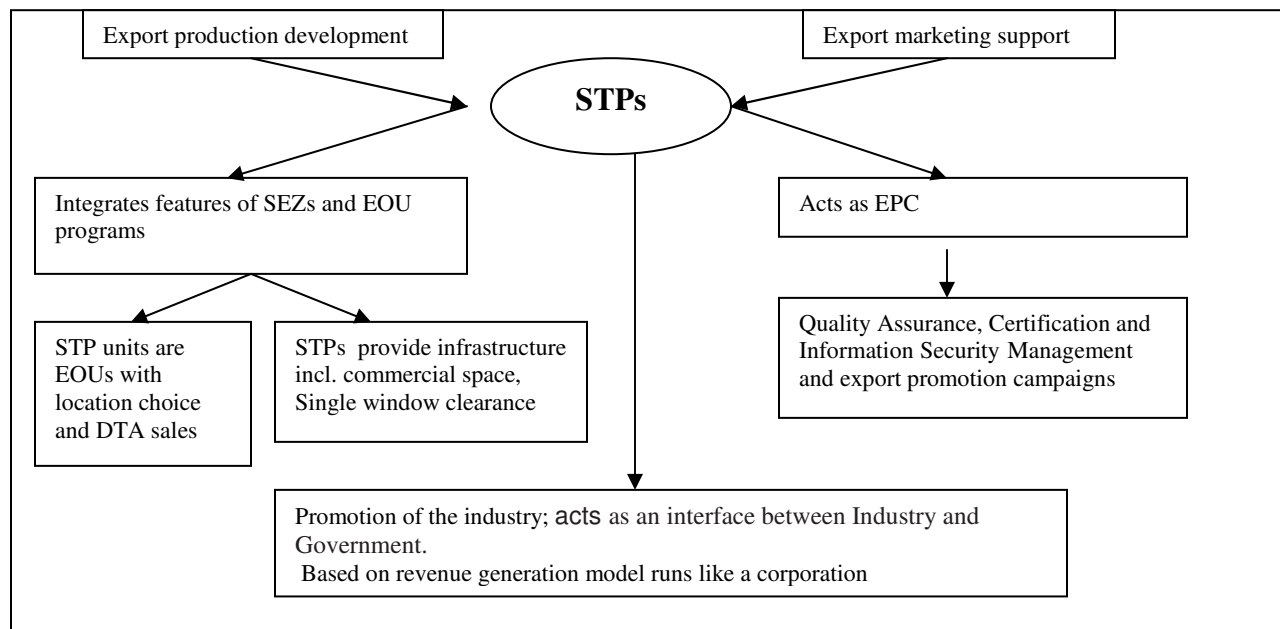 Export production development
Export marketing support
STPs
Integrates features of SEZs and EOU
programs
Acts as EPC
STP units are
EOUs with
location choice
and DTA sales
STPs provide infrastructure
incl. commercial space,
Single window clearance
Quality Assurance, Certification and
Information Security Management
and export promotion campaigns
Promotion of the industry; acts as an interface between Industry and
Government.
Based on revenue generation model runs like a corporation